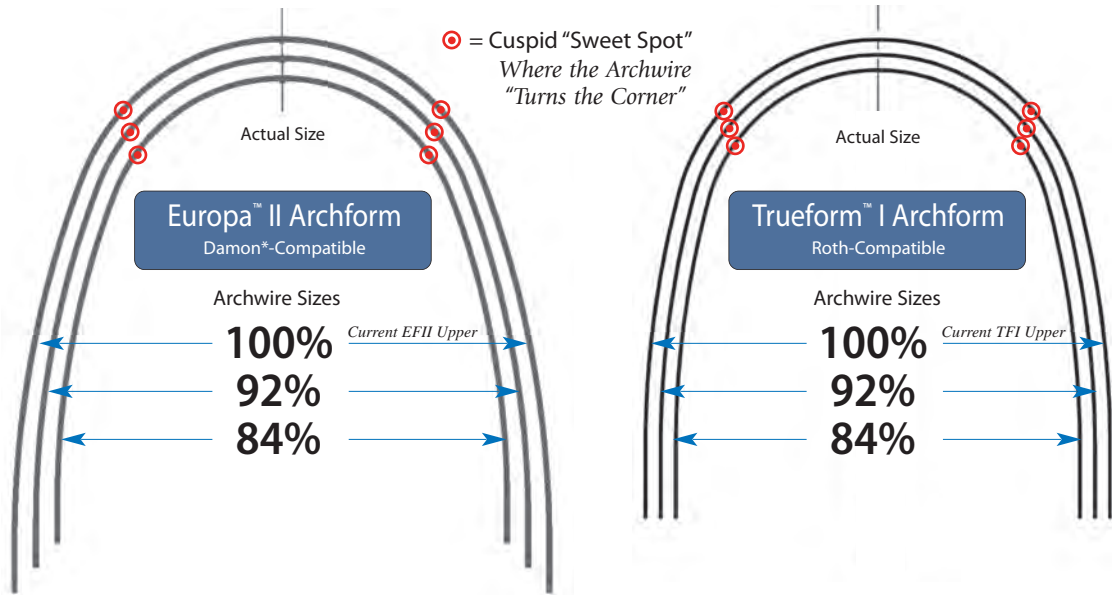 = Cuspid “Sweet Spot”
Where the Archwire
“Turns the Corner”
Actual Size
Europa™ II Archform
Damon*-Compatible
Archwire Sizes
100%
Current EFII Upper
92%
84%
Actual Size
Trueform™ I Archform
Roth-Compatible
Archwire Sizes
100%
Current TFI Upper
92%
84%